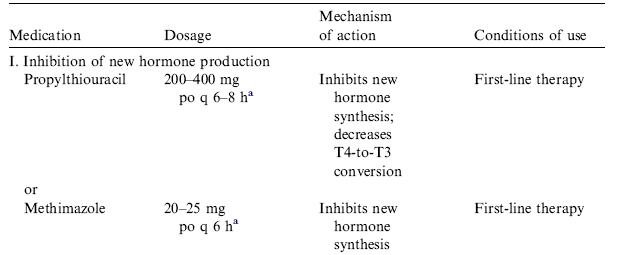 Mechanism
Medication Dosage of action Conditions of use
I. Inhibition of new hormone production
Propylthiouracil 200–400 mg Inhibits new First-line therapy
po q 6–8 hᵃ hormone
synthesis;
decreases
T4-to-T3
conversion
or
Methimazole 20–25 mg Inhibits new First-line therapy
po q 6 hᵃ hormone
synthesis